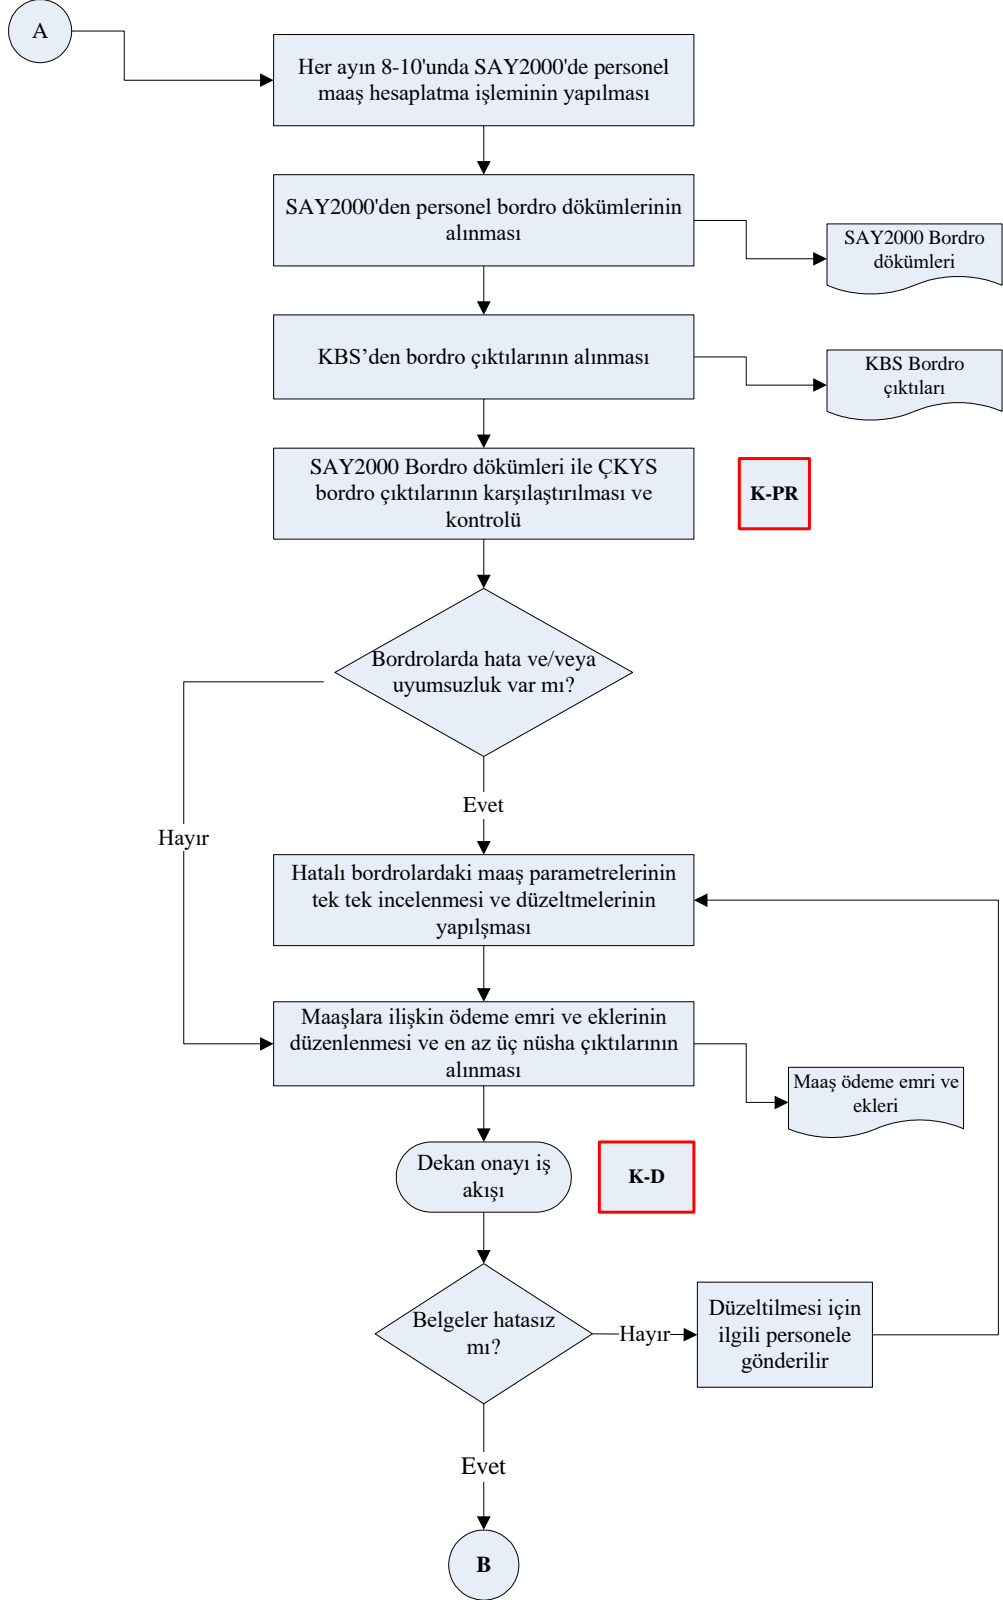 A
Her ayın 8-10'unda SAY2000'de personel
maaş hesaplatma işleminin yapılması
SAY2000'den personel bordro dökümlerinin
alınması
SAY2000 Bordro
dökümleri
KBS’den bordro çıktılarının alınması
KBS Bordro
çıktıları
SAY2000 Bordro dökümleri ile ÇKYS
bordro çıktılarının karşılaştırılması ve
kontrolü
K-PR
Bordrolarda hata ve/veya
uyumsuzluk var mı?
Evet
Hayır
Hatalı bordrolardaki maaş parametrelerinin
tek tek incelenmesi ve düzeltmelerinin
yapılşması
Maaşlara ilişkin ödeme emri ve eklerinin
düzenlenmesi ve en az üç nüsha çıktılarının
alınması
Maaş ödeme emri ve
ekleri
Dekan onayı iş
akışı
K-D
Belgeler hatasız
mı?
Hayır
Düzeltilmesi için
ilgili personele
gönderilir
Evet
B